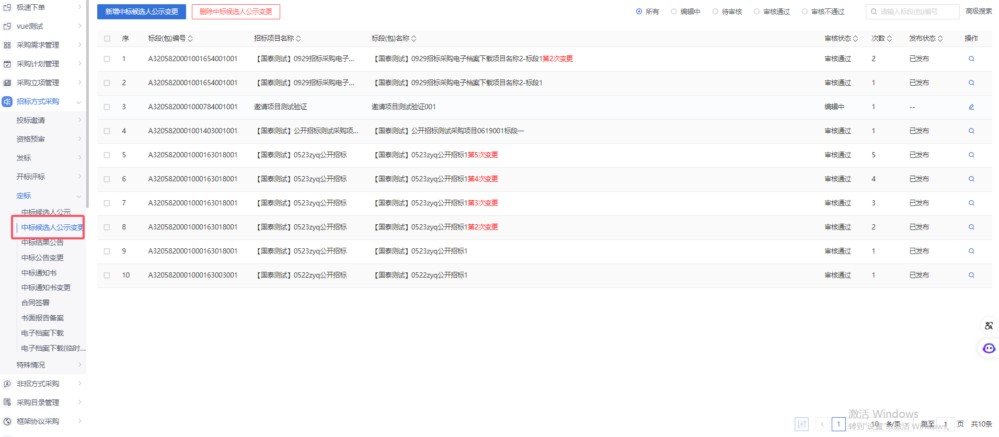 极速下单
vue测试
采购需求管理
采购计划管理
采购立项管理
招标方式采购
投标邀请
资格预审
发标
开标评标
定标
中标候选人公示
中标候选人公示变更
中标结果公告
中标公告变更
中标通知书
中标通知书变更
合同签署
书面报告备案
电子档案下载
电子档案下载(临时...
特殊情况
非招方式采购
采购目录管理
框架协议采购
新增中标候选人公示变更 删除中标候选人公示变更 所有 编辑中 待审核 审核通过 审核不通过 请输入标段(包)编号 高级搜索
序 标段(包)编号 招标项目名称 标段(包)名称 审核状态 次数 发布状态 操作
1 A3205820001001654001001 【国泰测试】0929招标采购电子... 【国泰测试】0929招标采购电子档案下载项目名称2-标段1第2次变更 审核通过 2 已发布
2 A3205820001001654001001 【国泰测试】0929招标采购电子... 【国泰测试】0929招标采购电子档案下载项目名称2-标段1 审核通过 1 已发布
3 A3205820001000784001001 邀请项目测试验证 邀请项目测试验证001 编辑中 1 --
4 A3205820001001403001001 【国泰测试】公开招标测试采购项... 【国泰测试】公开招标测试采购项目0619001标段一 审核通过 1 已发布
5 A3205820001000163018001 【国泰测试】0523zyq公开招标 【国泰测试】0523zyq公开招标1第5次变更 审核通过 5 已发布
6 A3205820001000163018001 【国泰测试】0523zyq公开招标 【国泰测试】0523zyq公开招标1第4次变更 审核通过 4 已发布
7 A3205820001000163018001 【国泰测试】0523zyq公开招标 【国泰测试】0523zyq公开招标1第3次变更 审核通过 3 已发布
8 A3205820001000163018001 【国泰测试】0523zyq公开招标 【国泰测试】0523zyq公开招标1第2次变更 审核通过 2 已发布
9 A3205820001000163018001 【国泰测试】0523zyq公开招标 【国泰测试】0523zyq公开招标1 审核通过 1 已发布
10 A3205820001000163003001 【国泰测试】0522zyq公开招标 【国泰测试】0522zyq公开招标1 审核通过 1 已发布
激活 Windows
转到"设置"以激活 Windows。
1 10 条/页 跳至 1 页 共10条